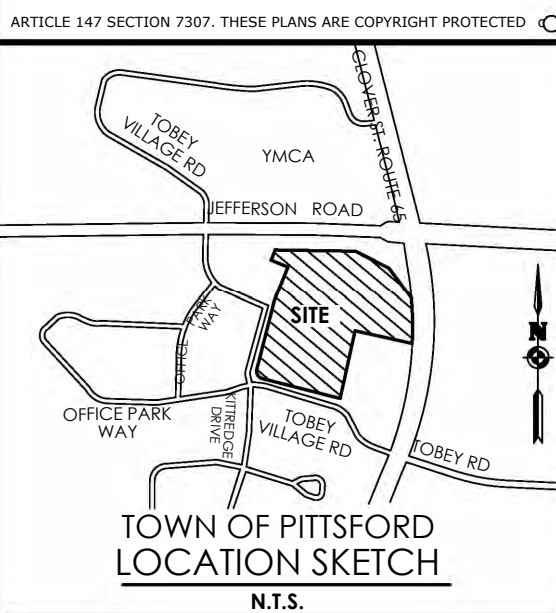 ARTICLE 147 SECTION 7307. THESE PLANS ARE COPYRIGHT PROTECTED
GLOVER ST. ROUTE 65
TOBEY
VILLAGE RD
YMCA
JEFFERSON ROAD
SITE
OFFICE PARK
WAY
N
OFFICE PARK
WAY
KITTREDGE
DRIVE
TOBEY
VILLAGE RD
TOBEY RD
TOWN OF PITTSFORD
LOCATION SKETCH
N.T.S.